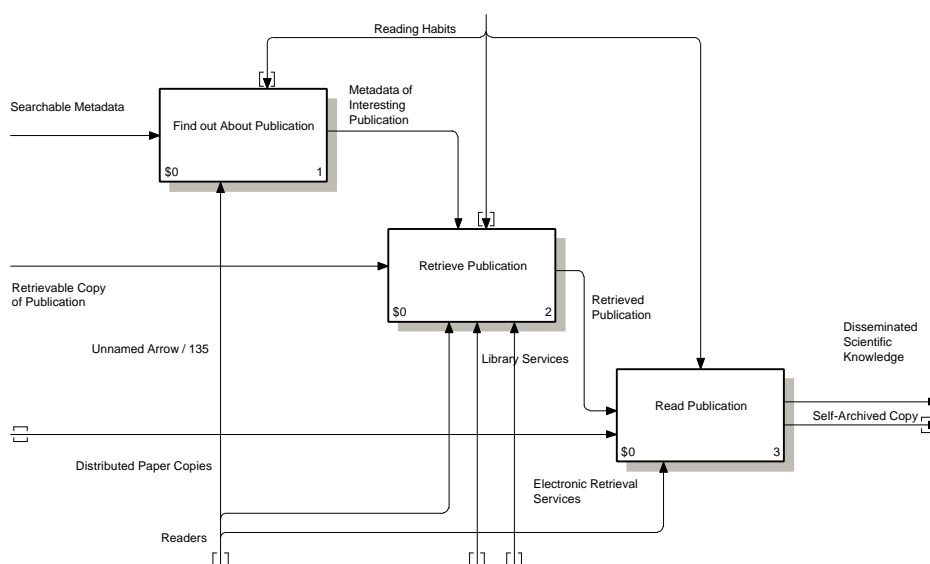 Reading Habits
Searchable Metadata
Metadata of
Interesting
Publication
Find out About Publication
$0
1
Retrieve Publication
$0
2
Retrievable Copy
of Publication
Retrieved
Publication
Unnamed Arrow / 135
Library Services
Disseminated
Scientific
Knowledge
Read Publication
$0
3
Self-Archived Copy
Distributed Paper Copies
Electronic Retrieval
Services
Readers